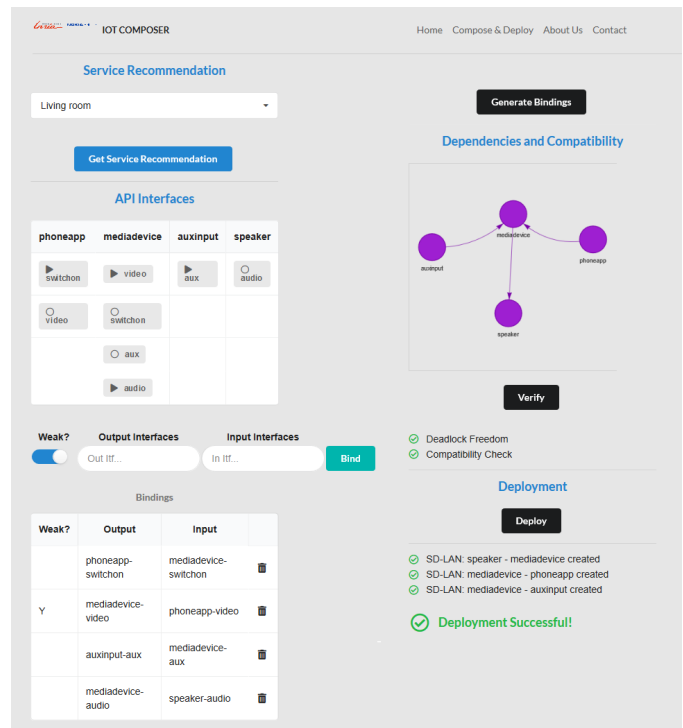 IOT COMPOSER
Home Compose & Deploy About Us Contact
Service Recommendation
Living room
Get Service Recommendation
API Interfaces
phoneapp mediadevice auxinput speaker
switchon video aux audio
video switchon
aux
audio
Weak? Output Interfaces Input Interfaces
Out Itf... In Itf... Bind
Bindings
Weak? Output Input
phoneapp-
switchon
mediadevice-
switchon
Y
mediadevice-
video
phoneapp-video
auxinput-aux
mediadevice-
aux
mediadevice-
audio
speaker-audio
Generate Bindings
Dependencies and Compatibility
mediadevice
auxinput
phoneapp
speaker
Verify
Deadlock Freedom
Compatibility Check
Deployment
Deploy
SD-LAN: speaker - mediadevice created
SD-LAN: mediadevice - phoneapp created
SD-LAN: mediadevice - auxinput created
Deployment Successful!